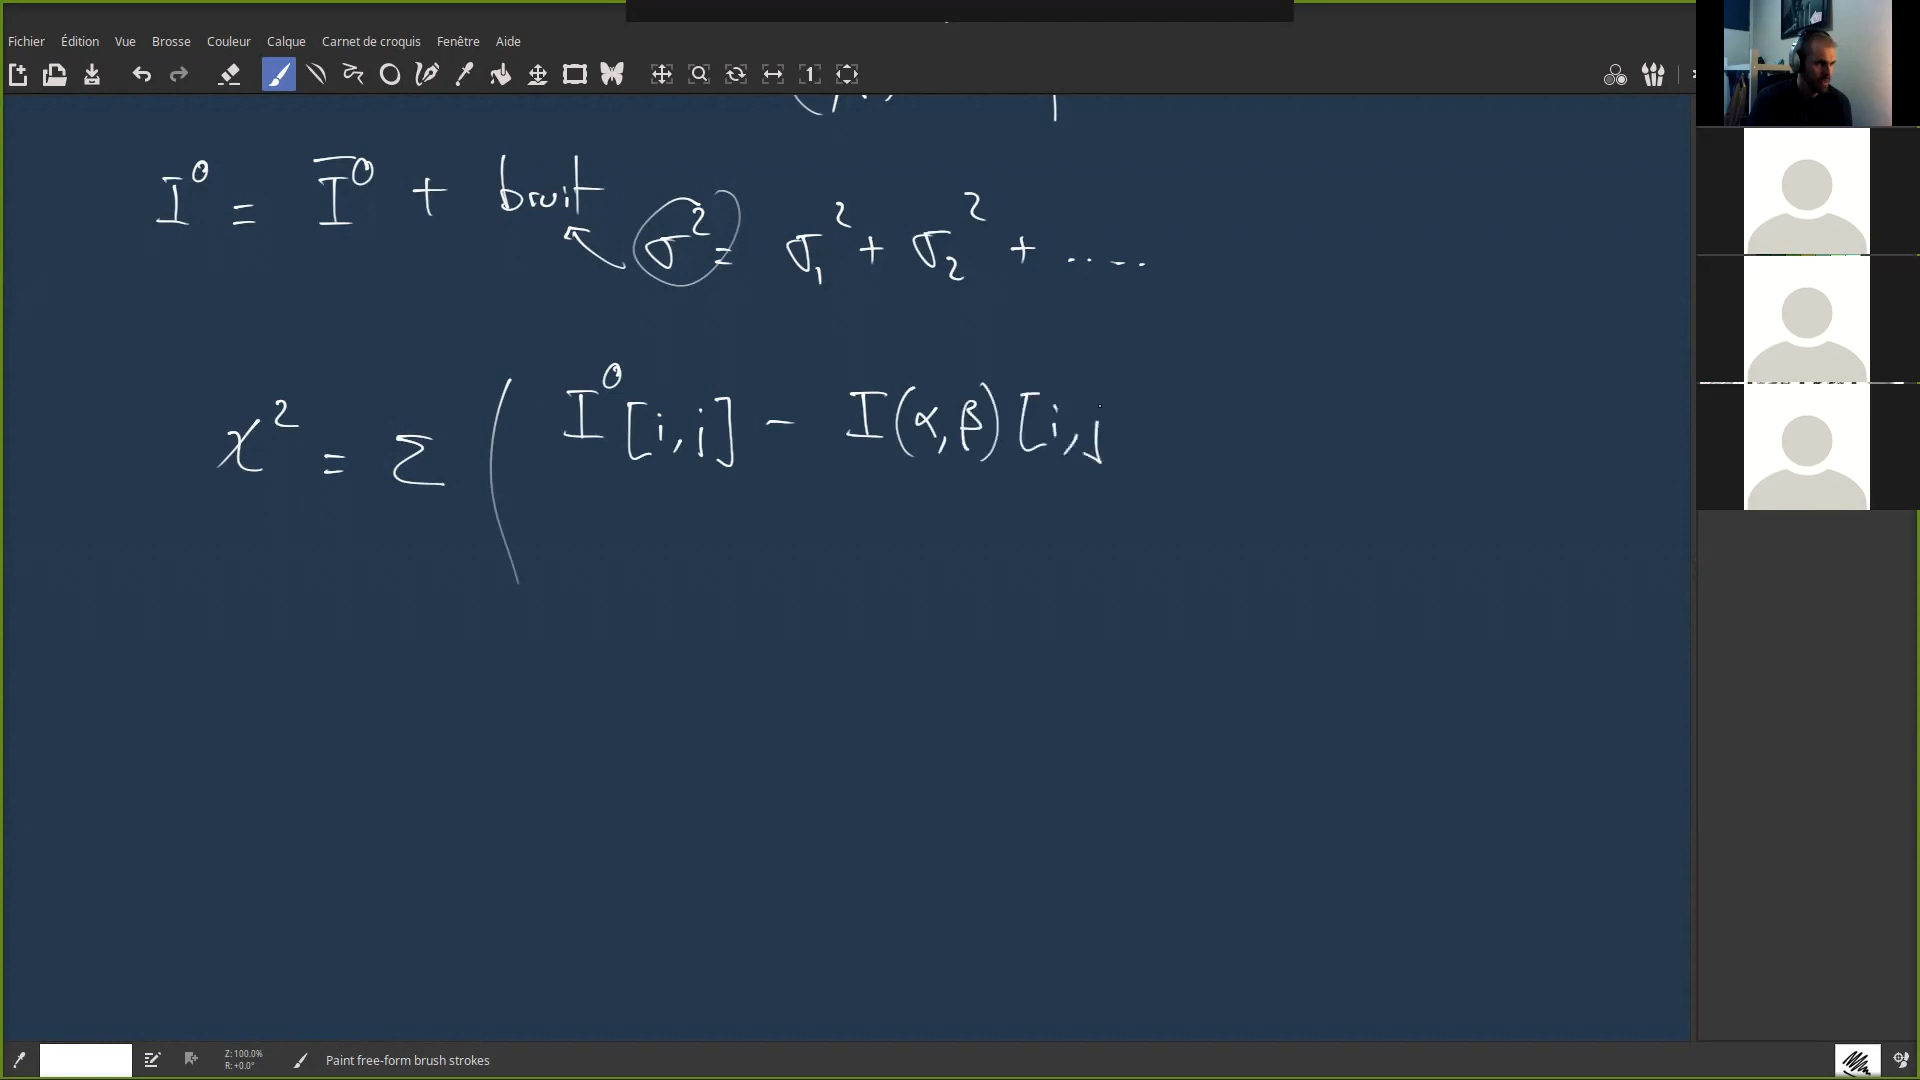 Fichier Édition Vue Brosse Couleur Calque Carnet de croquis Fenêtre Aide
I⁰ = I̅⁰ + bruit
σ² = σ₁² + σ₂² + .....
χ² = Σ ( I⁰[i,j] - I(α,β)[i,j
Z: 100.0%
R: +0.0°
Paint free-form brush strokes